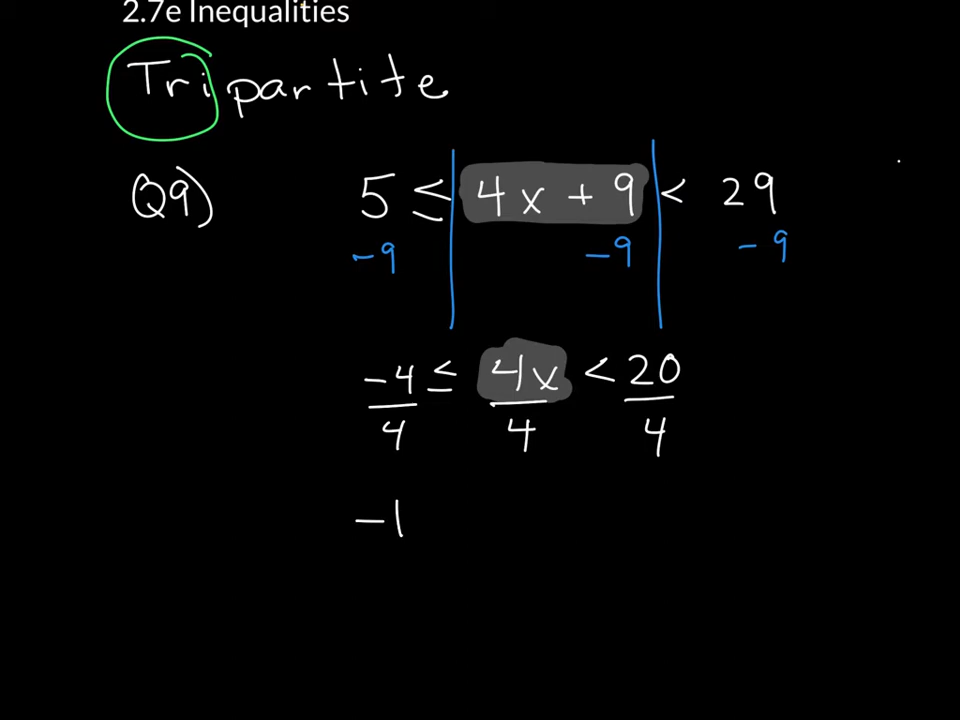 2.7e Inequalities
Tripartite
Q9) 5 ≤ 4x + 9 < 29
-9 -9 -9
-4 ≤ 4x < 20
4 4 4
-1